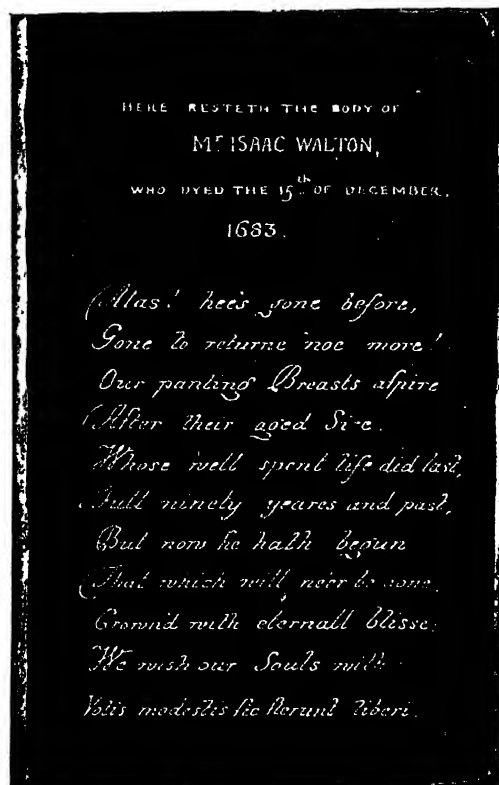 HERE RESTETH THE BODY OF
Mr. ISAAC WALTON,
WHO DYED THE 15th OF DECEMBER,
1683.
Alas! hee's gone before,
Gone to returne noe more!
Our panting Breasts aſpire
After their aged Sire.
Whose well spent life did last,
Full ninety yeares and past,
But now he hath begun
That which will ne'er be done.
Crown'd with eternall blisse;
We wish our Souls with
Votis modestis sic flerunt liberi.